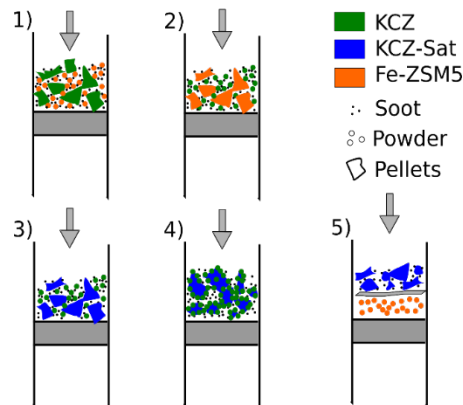 1)
2)
KCZ
KCZ-Sat
Fe-ZSM5
Soot
Powder
Pellets
3)
4)
5)